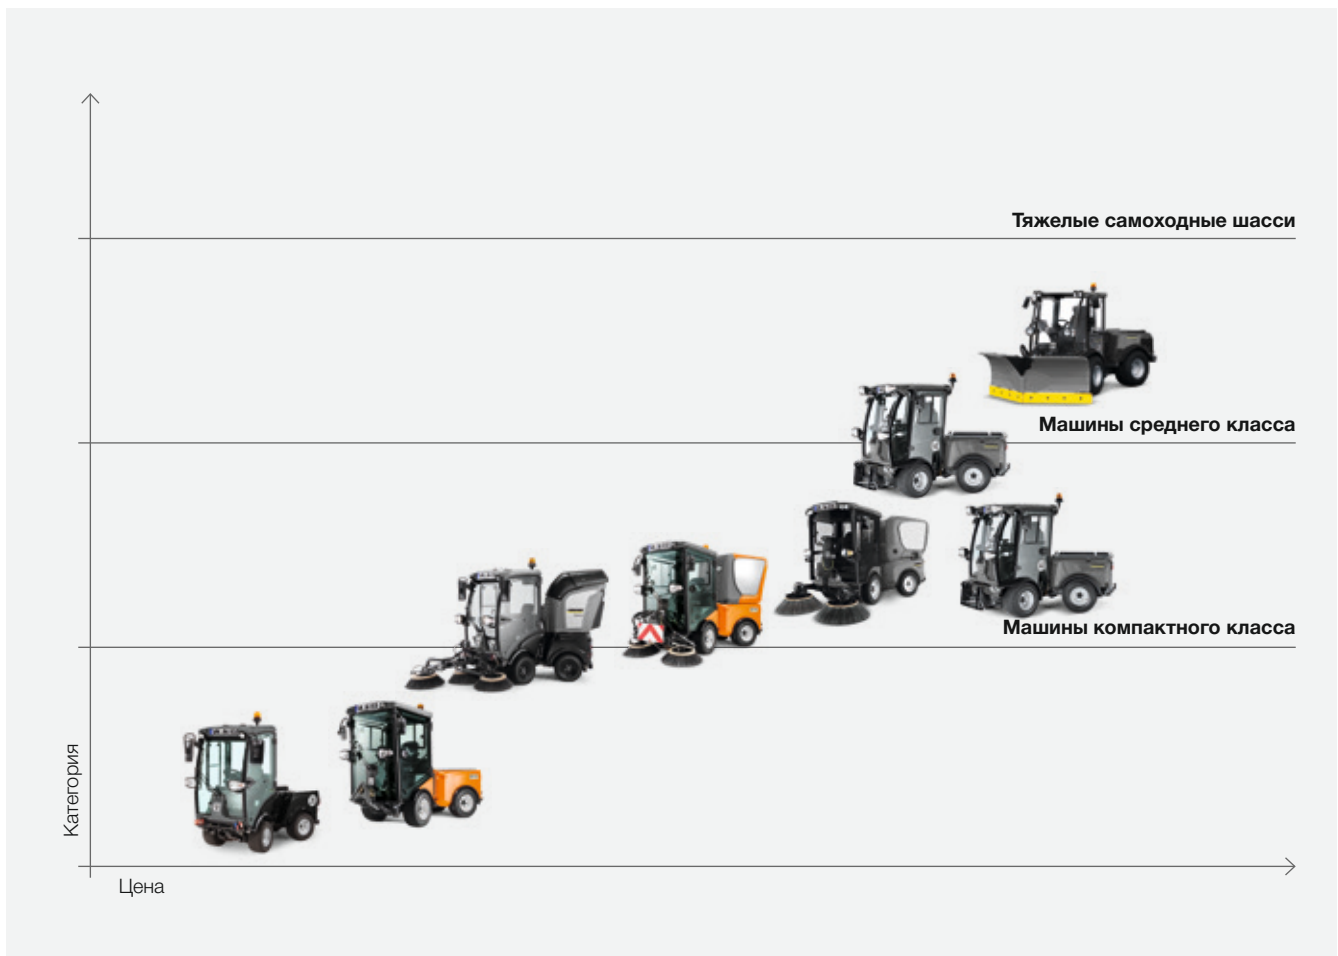 Тяжелые самоходные шасси
Машины среднего класса
Машины компактного класса
Категория
Цена